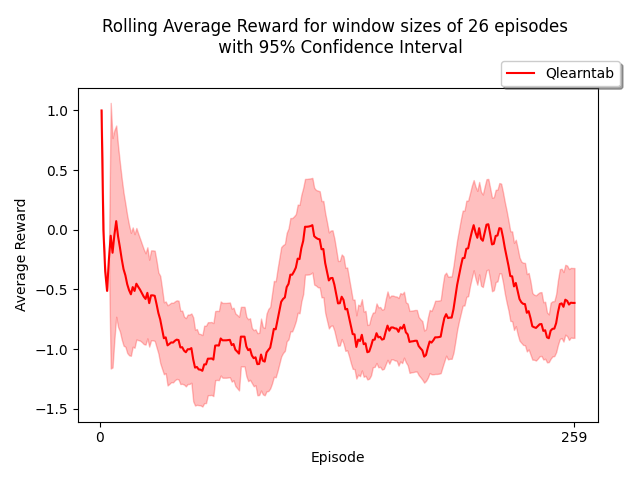 Rolling Average Reward for window sizes of 26 episodes
with 95% Confidence Interval
Qlearntab
1.0
0.5
0.0
−0.5
−1.0
−1.5
Average Reward
0
259
Episode